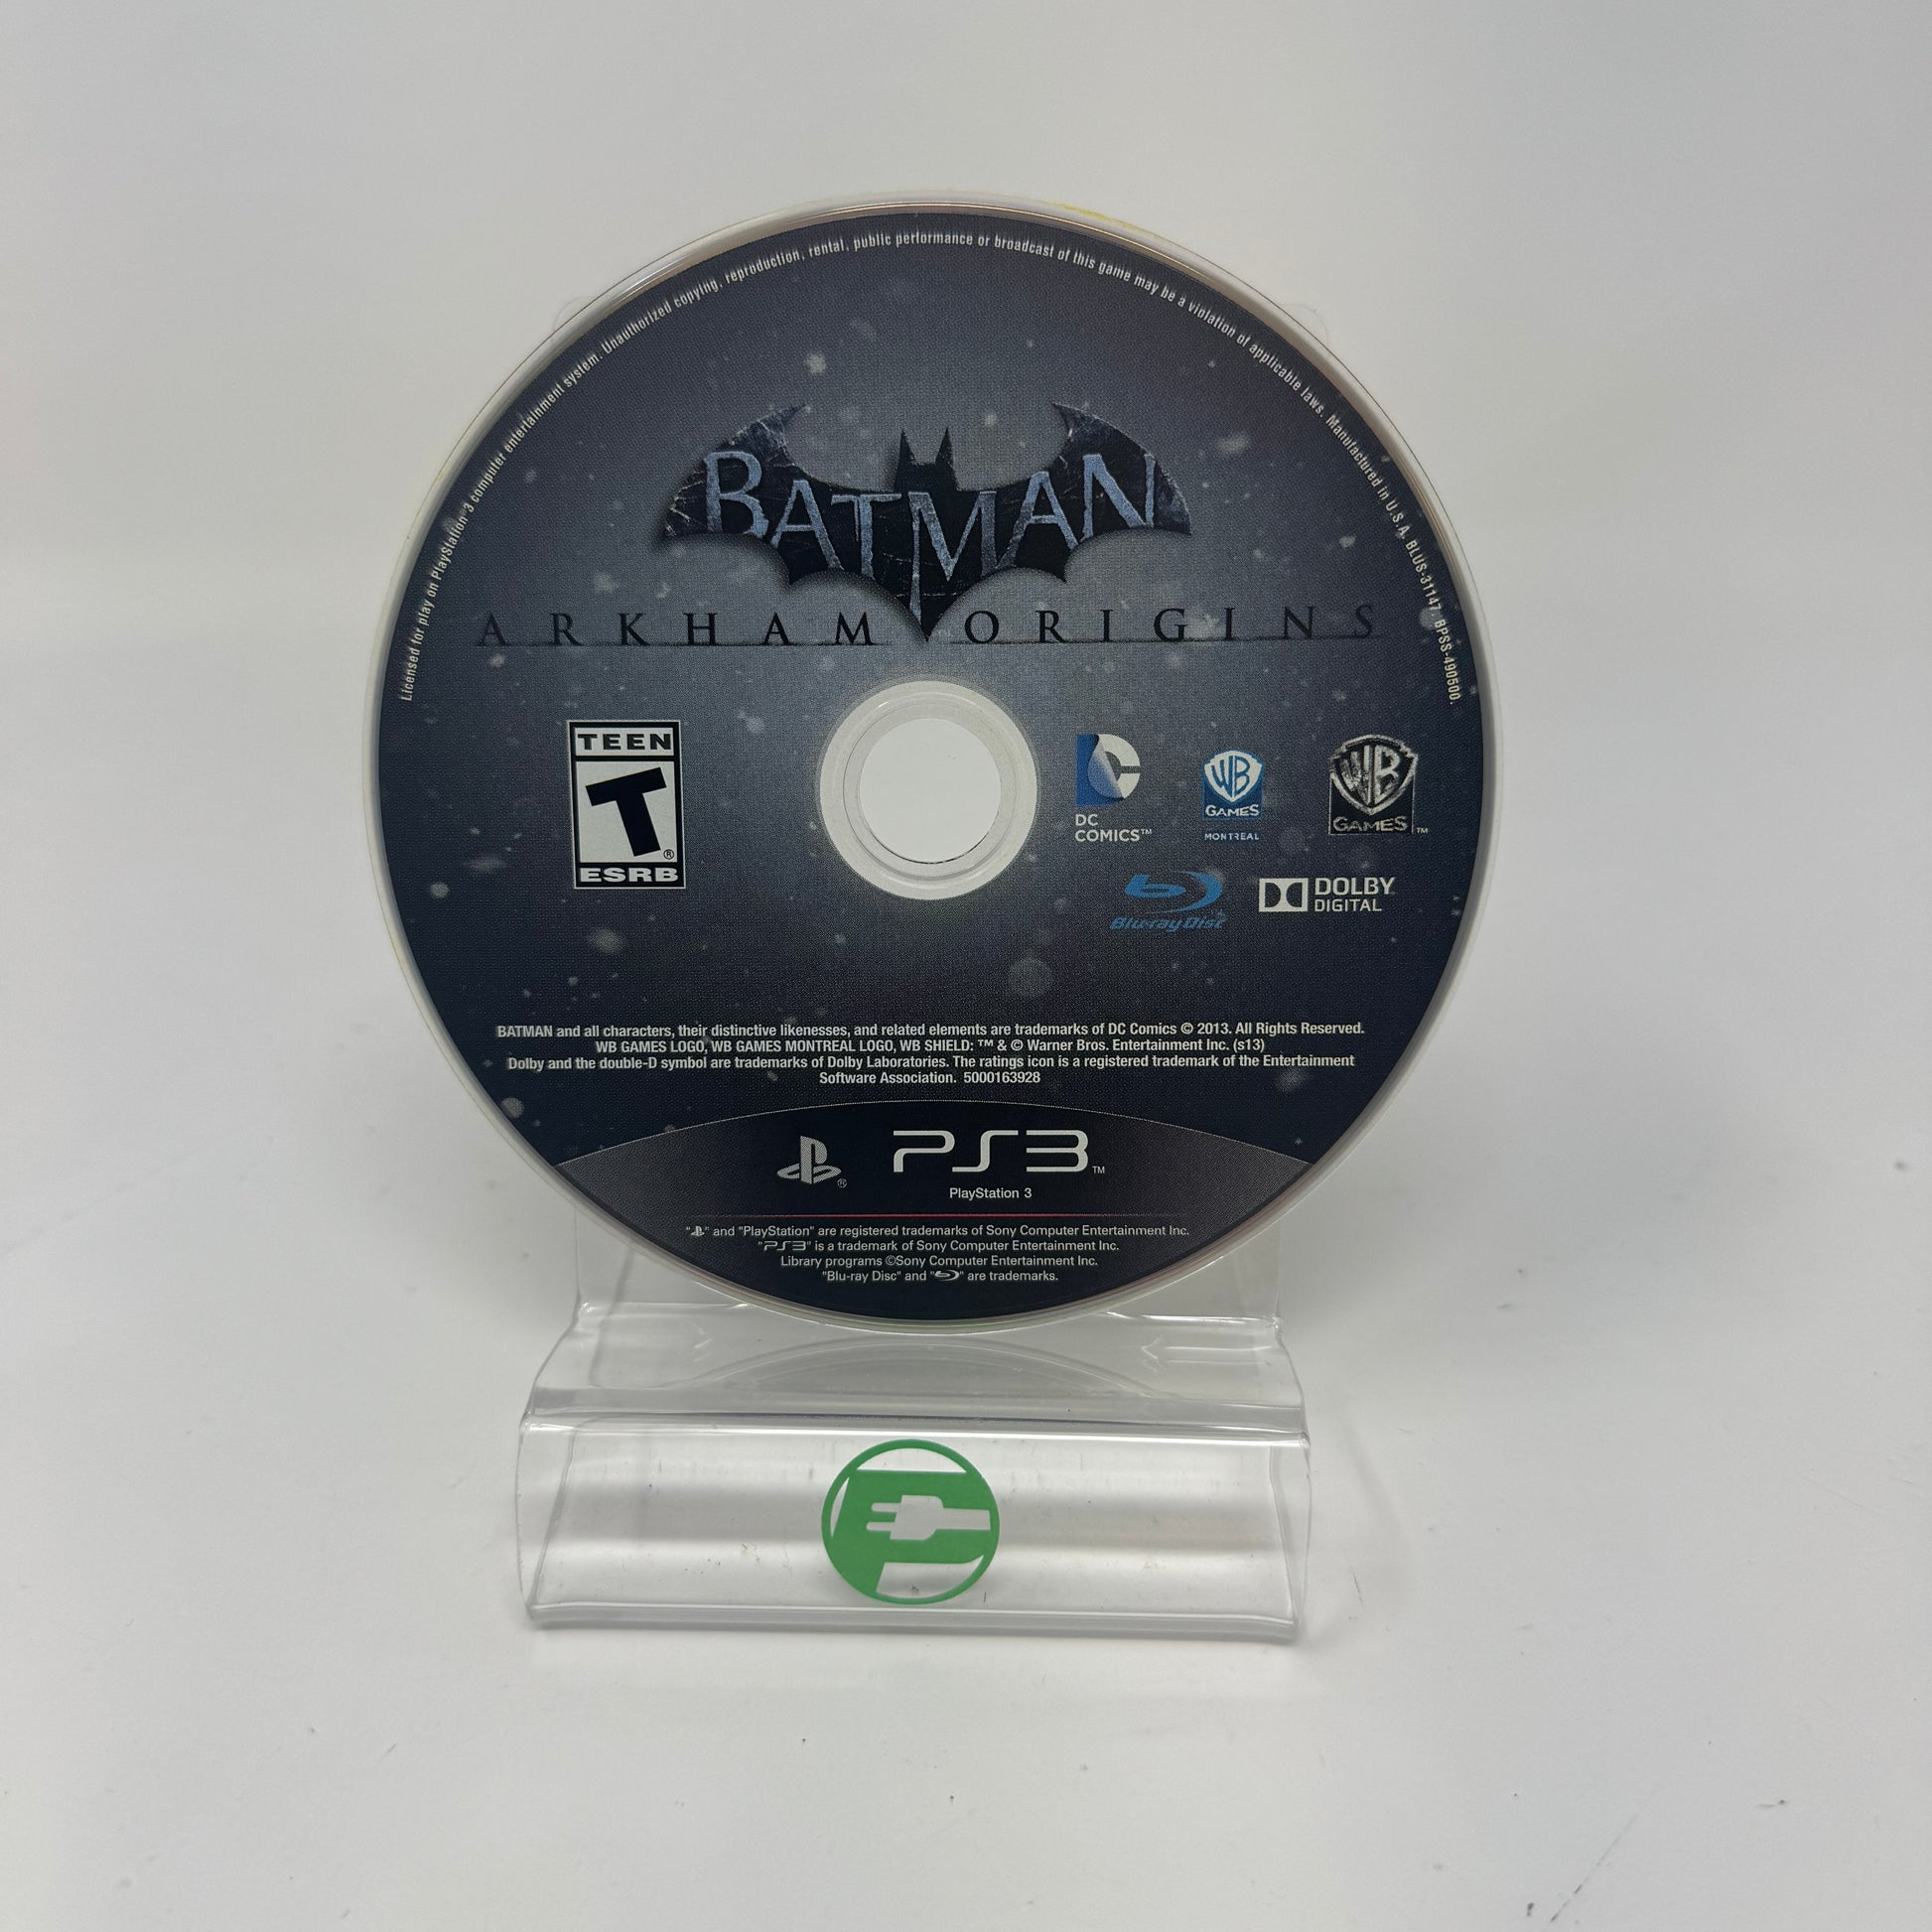 Licensed for play on PlayStation 3 computer entertainment system. Unauthorized copying, reproduction, rental, public performance or broadcast of this game may be a violation of applicable laws. Manufactured in U.S.A. BLUS-31147. BPSS-490500.
BATMAN
ARKHAM ORIGINS
TEEN
T®
ESRB
DC
COMICS™
WB
GAMES
MONTREAL
WB
GAMES™
Blu-ray Disc
DOLBY
DIGITAL
BATMAN and all characters, their distinctive likenesses, and related elements are trademarks of DC Comics © 2013. All Rights Reserved.
WB GAMES LOGO, WB GAMES MONTREAL LOGO, WB SHIELD: ™ & © Warner Bros. Entertainment Inc. (s13)
Dolby and the double-D symbol are trademarks of Dolby Laboratories. The ratings icon is a registered trademark of the Entertainment
Software Association. 5000163928
® PS3™
PlayStation 3
"" and "PlayStation" are registered trademarks of Sony Computer Entertainment Inc.
"PS3" is a trademark of Sony Computer Entertainment Inc.
Library programs ©Sony Computer Entertainment Inc.
"Blu-ray Disc" and "" are trademarks.